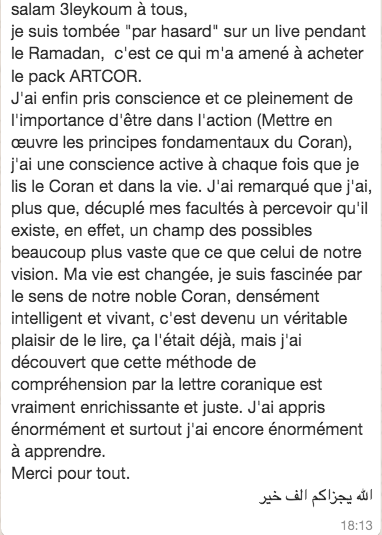 salam 3leykoum à tous,
je suis tombée "par hasard" sur un live pendant
le Ramadan,  c'est ce qui m'a amené à acheter
le pack ARTCOR.
J'ai enfin pris conscience et ce pleinement de
l'importance d'être dans l'action (Mettre en
œuvre les principes fondamentaux du Coran),
j'ai une conscience active à chaque fois que je
lis le Coran et dans la vie. J'ai remarqué que j'ai,
plus que, décuplé mes facultés à percevoir qu'il
existe, en effet, un champ des possibles
beaucoup plus vaste que ce que celui de notre
vision. Ma vie est changée, je suis fascinée par
le sens de notre noble Coran, densément
intelligent et vivant, c'est devenu un véritable
plaisir de le lire, ça l'était déjà, mais j'ai
découvert que cette méthode de
compréhension par la lettre coranique est
vraiment enrichissante et juste. J'ai appris
énormément et surtout j'ai encore énormément
à apprendre.
Merci pour tout.
الله يجزاكم الف خير
18:13